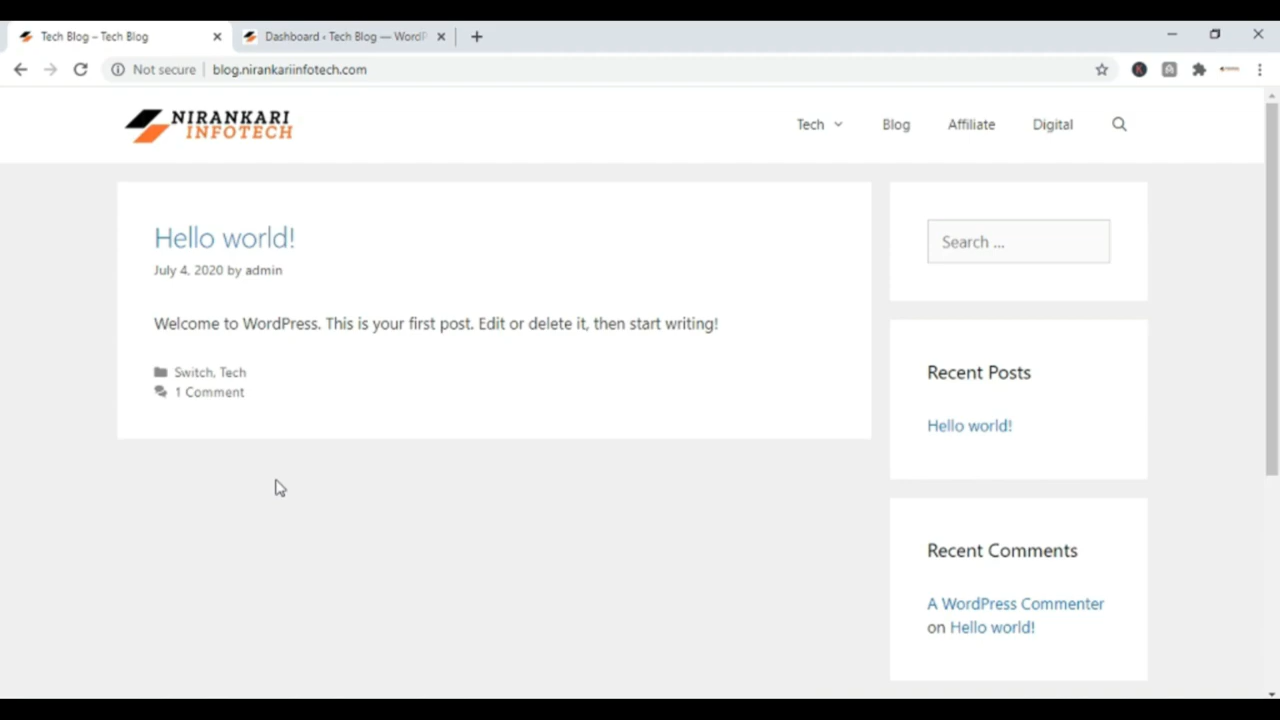 Tech Blog – Tech Blog
Dashboard ‹ Tech Blog — WordP
Not secure
blog.nirankariinfotech.com
NIRANKARI
INFOTECH
Tech
Blog
Affiliate
Digital
Hello world!
July 4, 2020 by admin
Welcome to WordPress. This is your first post. Edit or delete it, then start writing!
Switch, Tech
1 Comment
Search ...
Recent Posts
Hello world!
Recent Comments
A WordPress Commenter
on Hello world!